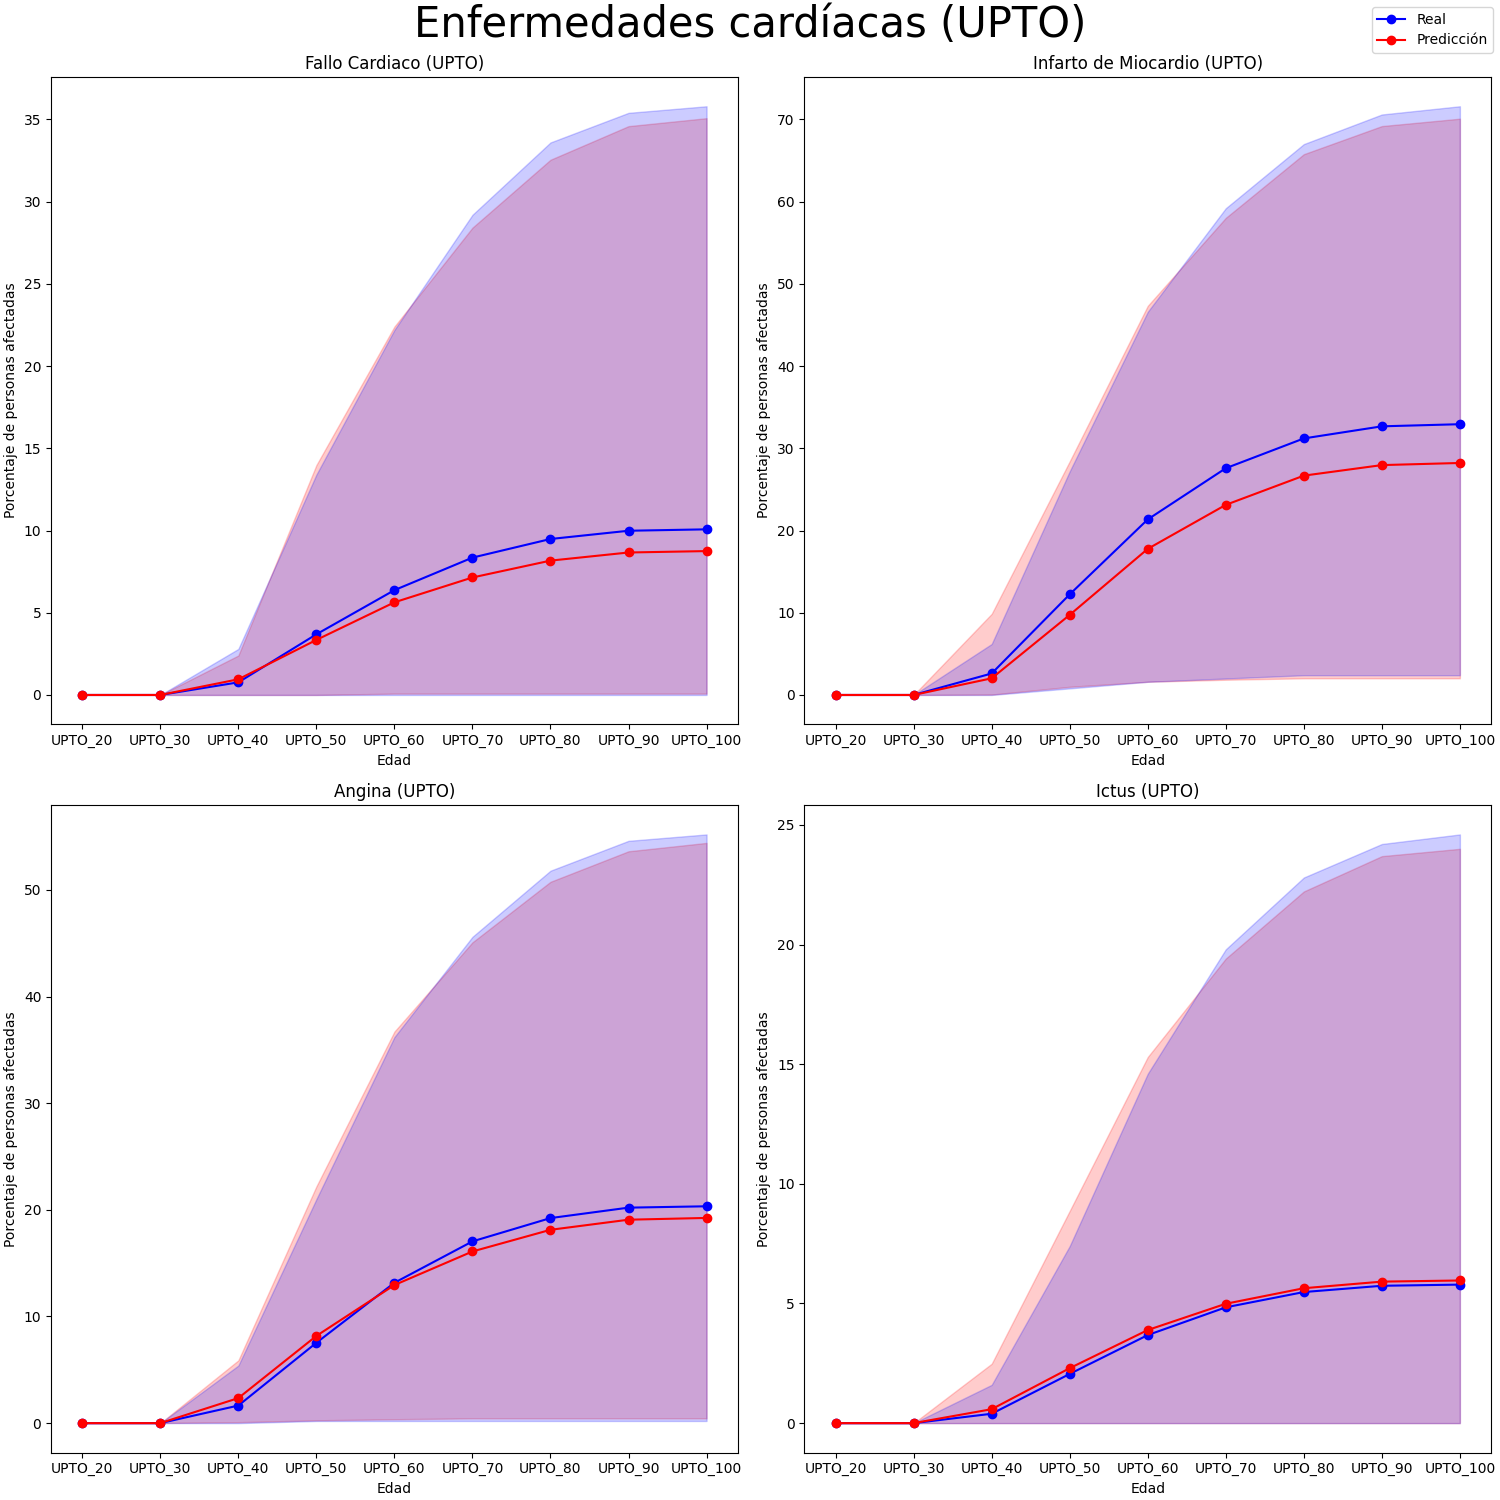 Enfermedades cardíacas (UPTO)
Real
Predicción
Fallo Cardiaco (UPTO)
Porcentaje de personas afectadas
35
30
25
20
15
10
5
0
UPTO_20 UPTO_30 UPTO_40 UPTO_50 UPTO_60 UPTO_70 UPTO_80 UPTO_90 UPTO_100
Edad
Infarto de Miocardio (UPTO)
Porcentaje de personas afectadas
70
60
50
40
30
20
10
0
UPTO_20 UPTO_30 UPTO_40 UPTO_50 UPTO_60 UPTO_70 UPTO_80 UPTO_90 UPTO_100
Edad
Angina (UPTO)
Porcentaje de personas afectadas
50
40
30
20
10
0
UPTO_20 UPTO_30 UPTO_40 UPTO_50 UPTO_60 UPTO_70 UPTO_80 UPTO_90 UPTO_100
Edad
Ictus (UPTO)
Porcentaje de personas afectadas
25
20
15
10
5
0
UPTO_20 UPTO_30 UPTO_40 UPTO_50 UPTO_60 UPTO_70 UPTO_80 UPTO_90 UPTO_100
Edad